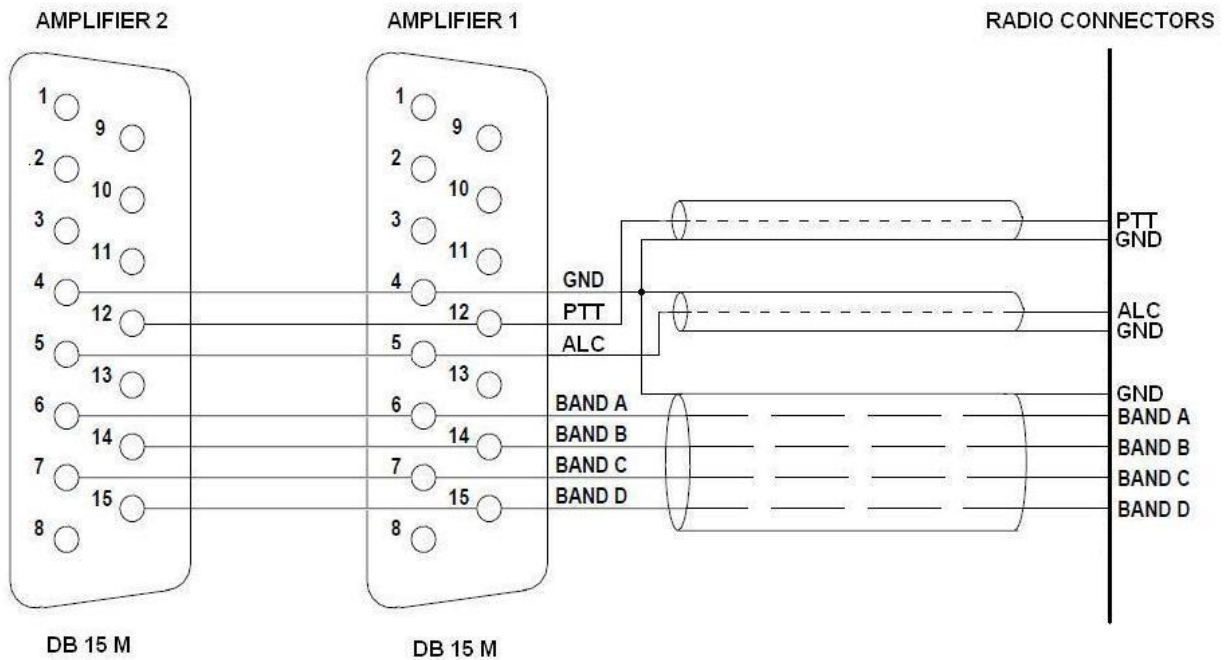 AMPLIFIER 2
AMPLIFIER 1
RADIO CONNECTORS
1
9
2
10
3
11
4
12
5
13
6
14
7
15
8
1
9
2
10
3
11
4
12
5
13
6
14
7
15
8
GND
PTT
ALC
BAND A
BAND B
BAND C
BAND D
PTT
GND
ALC
GND
GND
BAND A
BAND B
BAND C
BAND D
DB 15 M
DB 15 M